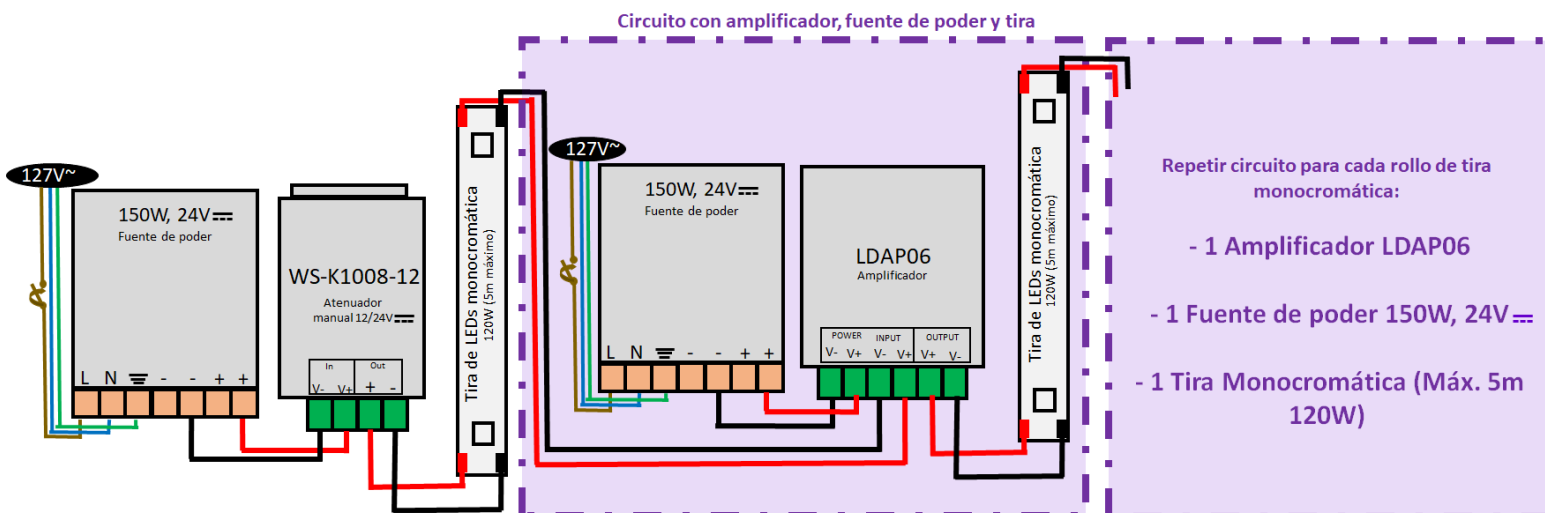 Circuito con amplificador, fuente de poder y tira
127V~
150W, 24V
Fuente de poder
L N - - + +
WS-K1008-12
Atenuador
manual 12/24V
In Out
V- V+ + -
Tira de LEDs monocromática
120W (5m máximo)
127V~
150W, 24V
Fuente de poder
L N - - + +
LDAP06
Amplificador
POWER INPUT OUTPUT
V- V+ V- V+ V+ V-
Tira de LEDs monocromática
120W (5m máximo)
Repetir circuito para cada rollo de tira
monocromática:
- 1 Amplificador LDAP06
- 1 Fuente de poder 150W, 24V
- 1 Tira Monocromática (Máx. 5m
120W)